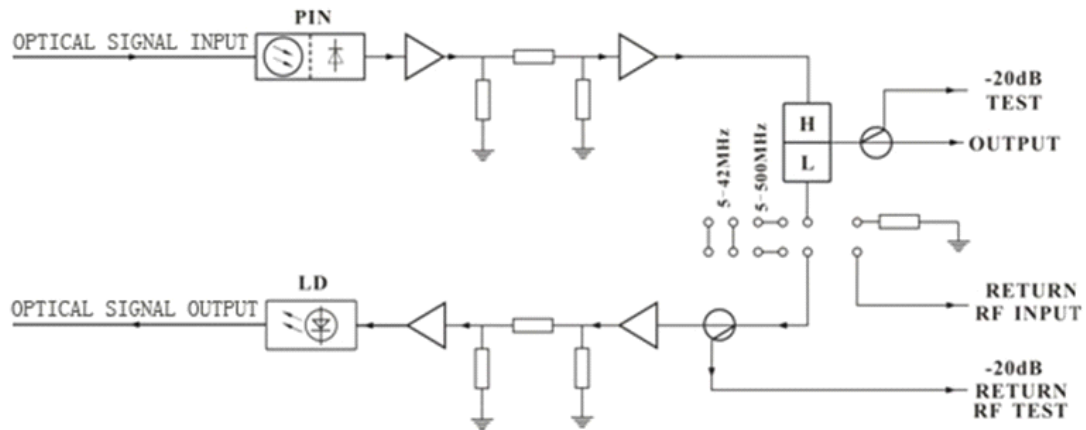 PIN
OPTICAL SIGNAL INPUT
-20dB
TEST
H
OUTPUT
L
5-42MHz
5-500MHz
LD
OPTICAL SIGNAL OUTPUT
RETURN
RF INPUT
-20dB
RETURN
RF TEST